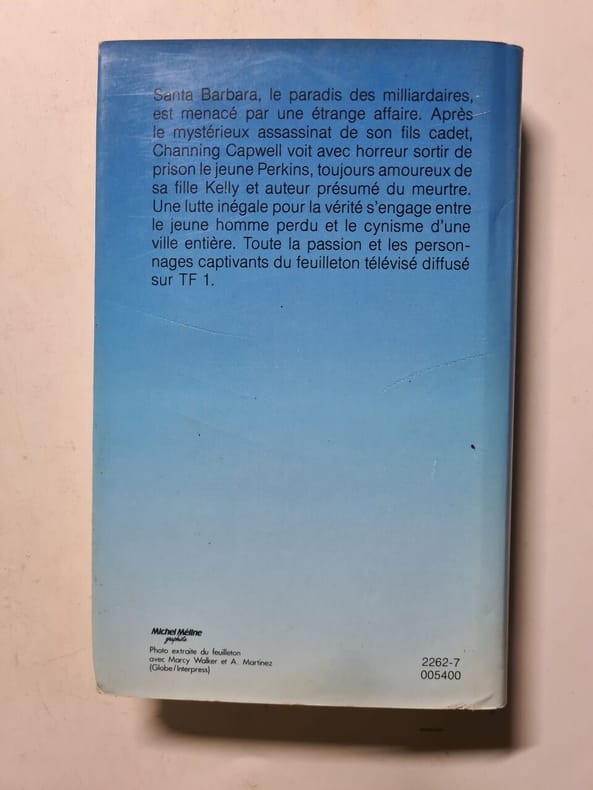 Santa Barbara, le paradis des milliardaires,
est menacé par une étrange affaire. Après
le mystérieux assassinat de son fils cadet,
Channing Capwell voit avec horreur sortir de
prison le jeune Perkins, toujours amoureux de
sa fille Kelly et auteur présumé du meurtre.
Une lutte inégale pour la vérité s'engage entre
le jeune homme perdu et le cynisme d'une
ville entière. Toute la passion et les person-
nages captivants du feuilleton télévisé diffusé
sur TF 1.
Michel Méline
graphiste
Photo extraite du feuilleton
avec Marcy Walker et A. Martinez
(Globe/Interpress)
2262-7
005400